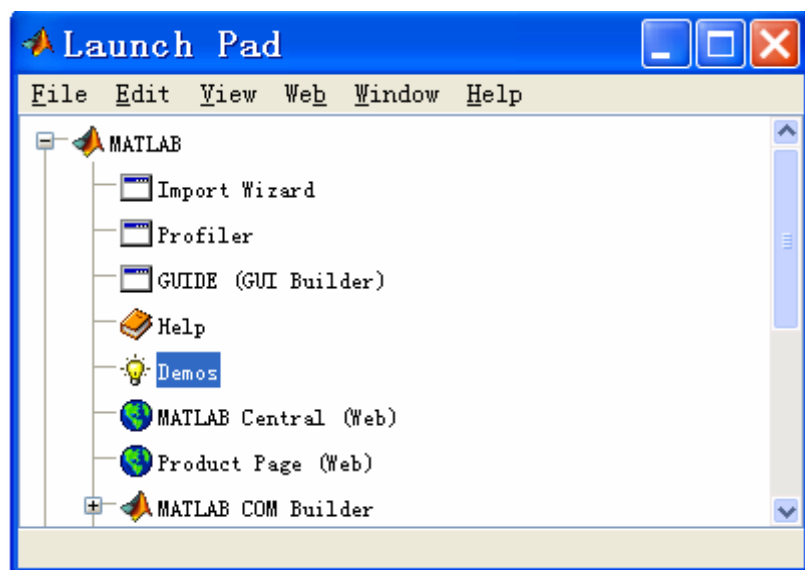 Launch Pad
File Edit View Web Window Help
MATLAB
Import Wizard
Profiler
GUIDE (GUI Builder)
Help
Demos
MATLAB Central (Web)
Product Page (Web)
MATLAB COM Builder